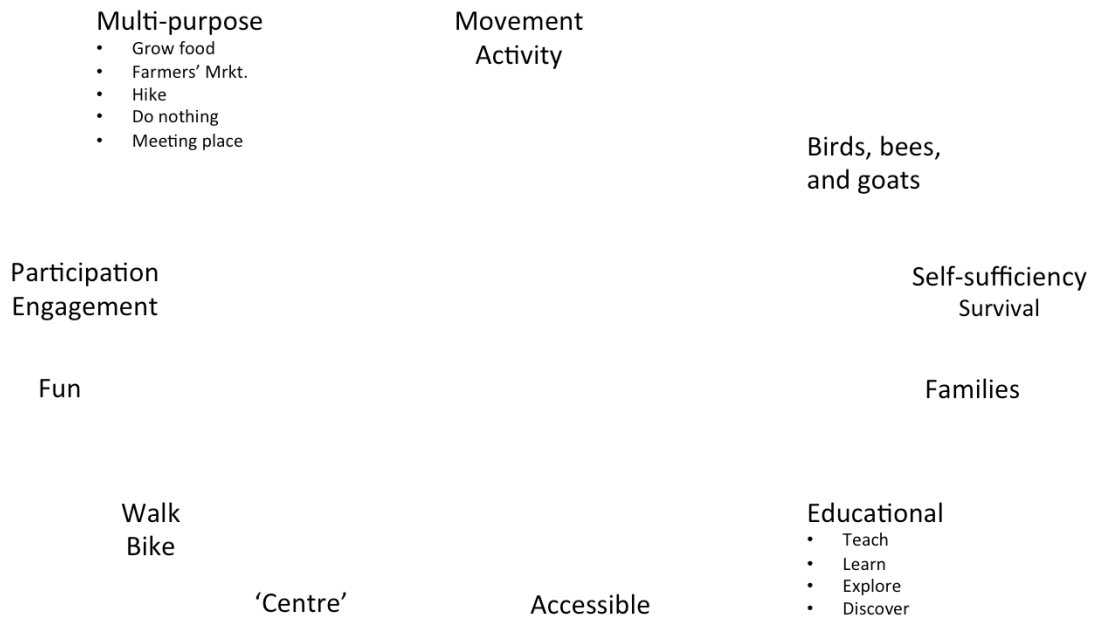 Multi-purpose
• Grow food
• Farmers' Mrkt.
• Hike
• Do nothing
• Meeting place
Movement
Activity
Birds, bees,
and goats
Participation
Engagement
Self-sufficiency
Survival
Fun
Families
Walk
Bike
Educational
• Teach
• Learn
• Explore
• Discover
‘Centre’
Accessible